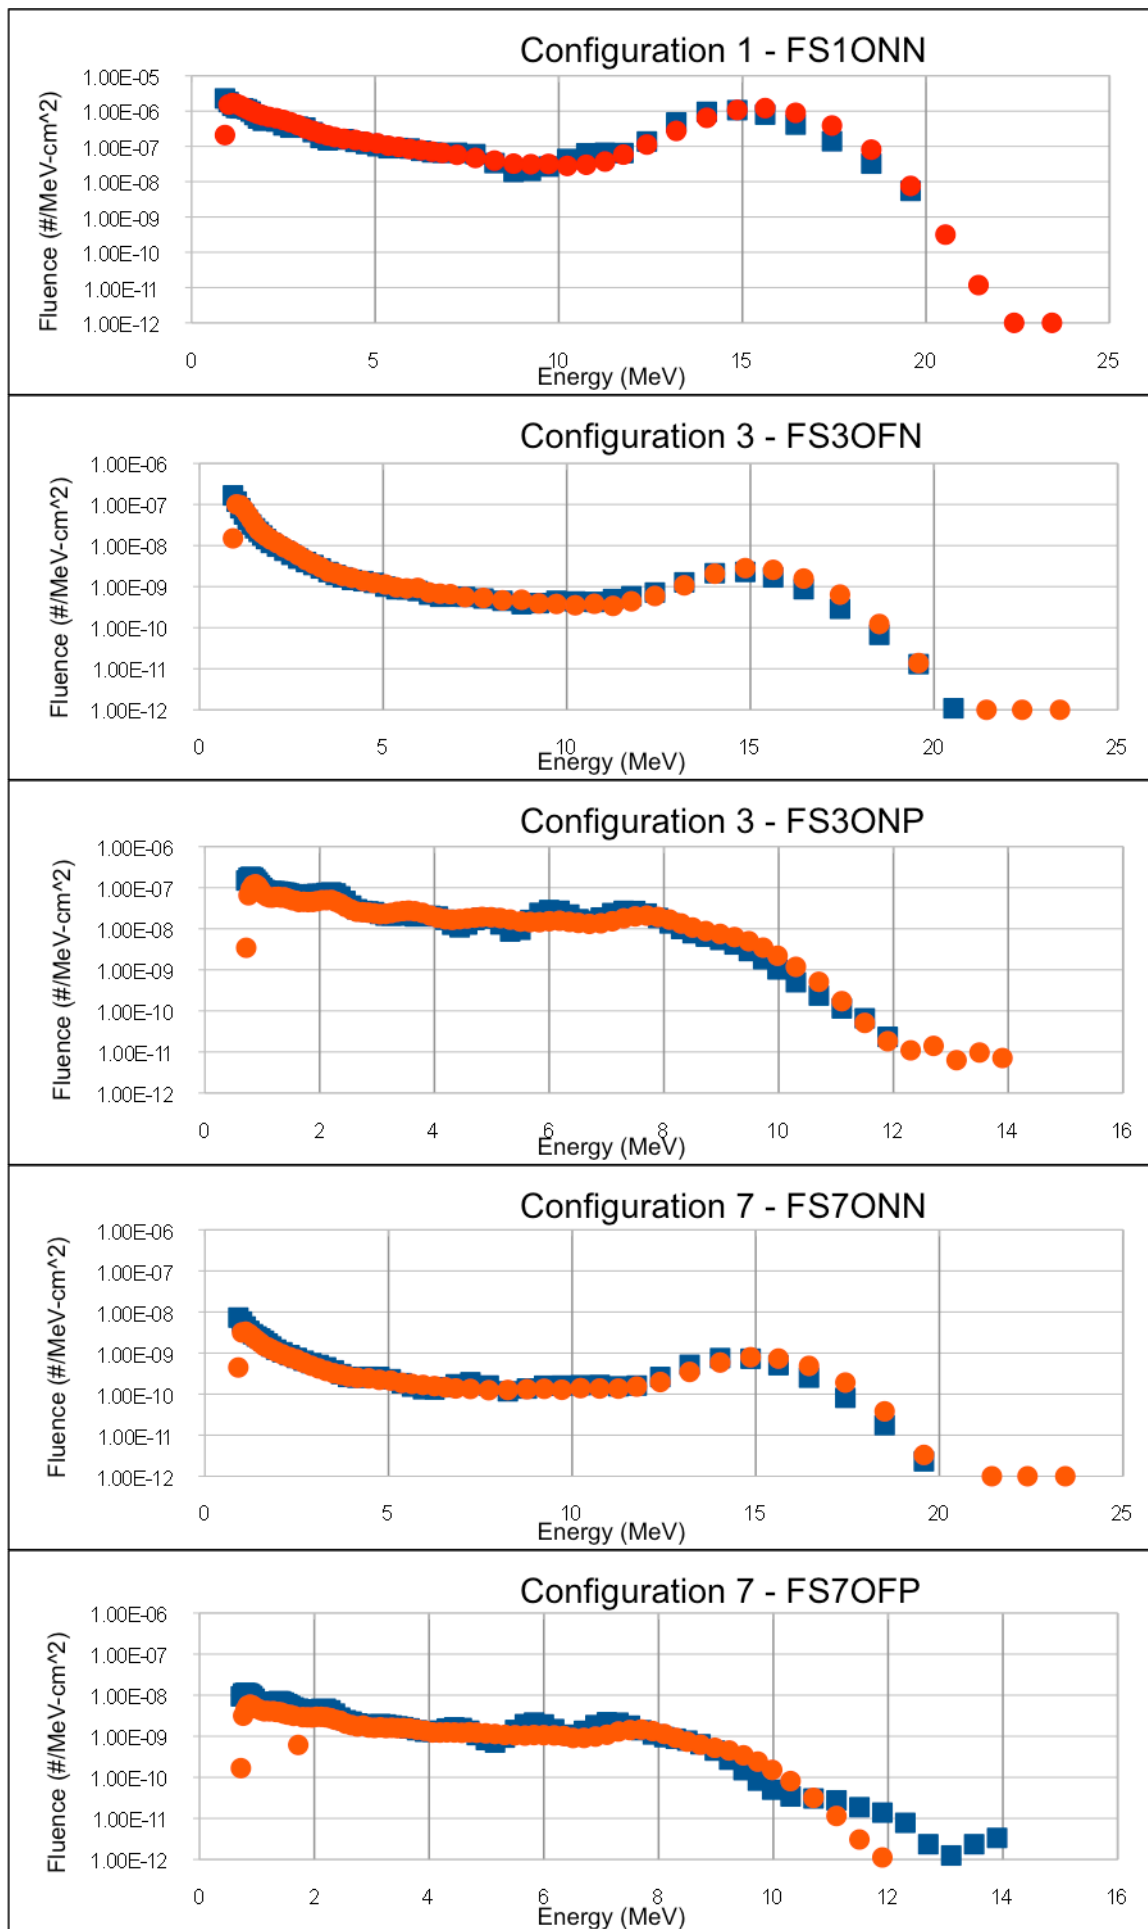 Configuration 1 - FS1ONN
Fluence (#/MeV-cm^2)
1.00E-05
1.00E-06
1.00E-07
1.00E-08
1.00E-09
1.00E-10
1.00E-11
1.00E-12
0 5 10 15 20 25
Energy (MeV)
Configuration 3 - FS3OFN
Fluence (#/MeV-cm^2)
1.00E-06
1.00E-07
1.00E-08
1.00E-09
1.00E-10
1.00E-11
1.00E-12
0 5 10 15 20 25
Energy (MeV)
Configuration 3 - FS3ONP
Fluence (#/MeV-cm^2)
1.00E-06
1.00E-07
1.00E-08
1.00E-09
1.00E-10
1.00E-11
1.00E-12
0 2 4 6 8 10 12 14 16
Energy (MeV)
Configuration 7 - FS7ONN
Fluence (#/MeV-cm^2)
1.00E-06
1.00E-07
1.00E-08
1.00E-09
1.00E-10
1.00E-11
1.00E-12
0 5 10 15 20 25
Energy (MeV)
Configuration 7 - FS7OFP
Fluence (#/MeV-cm^2)
1.00E-06
1.00E-07
1.00E-08
1.00E-09
1.00E-10
1.00E-11
1.00E-12
0 2 4 6 8 10 12 14 16
Energy (MeV)